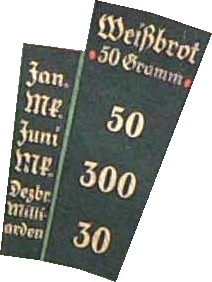 Weißbrot
50 Gramm
Jan.
Mk. 50
Juni
Mk. 300
Dezbr.
Milli-
arden 30